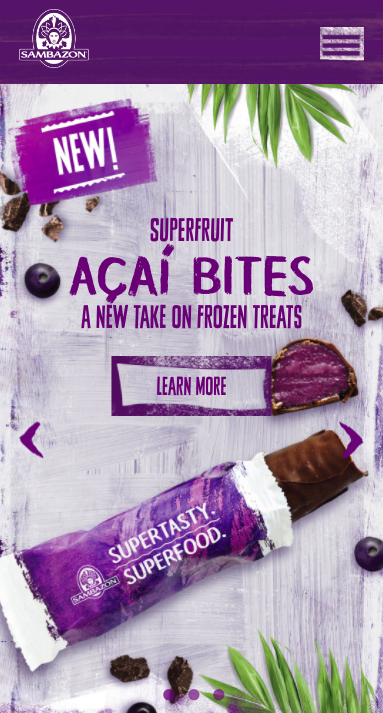 SAMBAZON
NEW!
SUPERFRUIT
AÇAÍ BITES
A NEW TAKE ON FROZEN TREATS
LEARN MORE
SUPERTASTY.
SUPERFOOD.
SAMBAZON